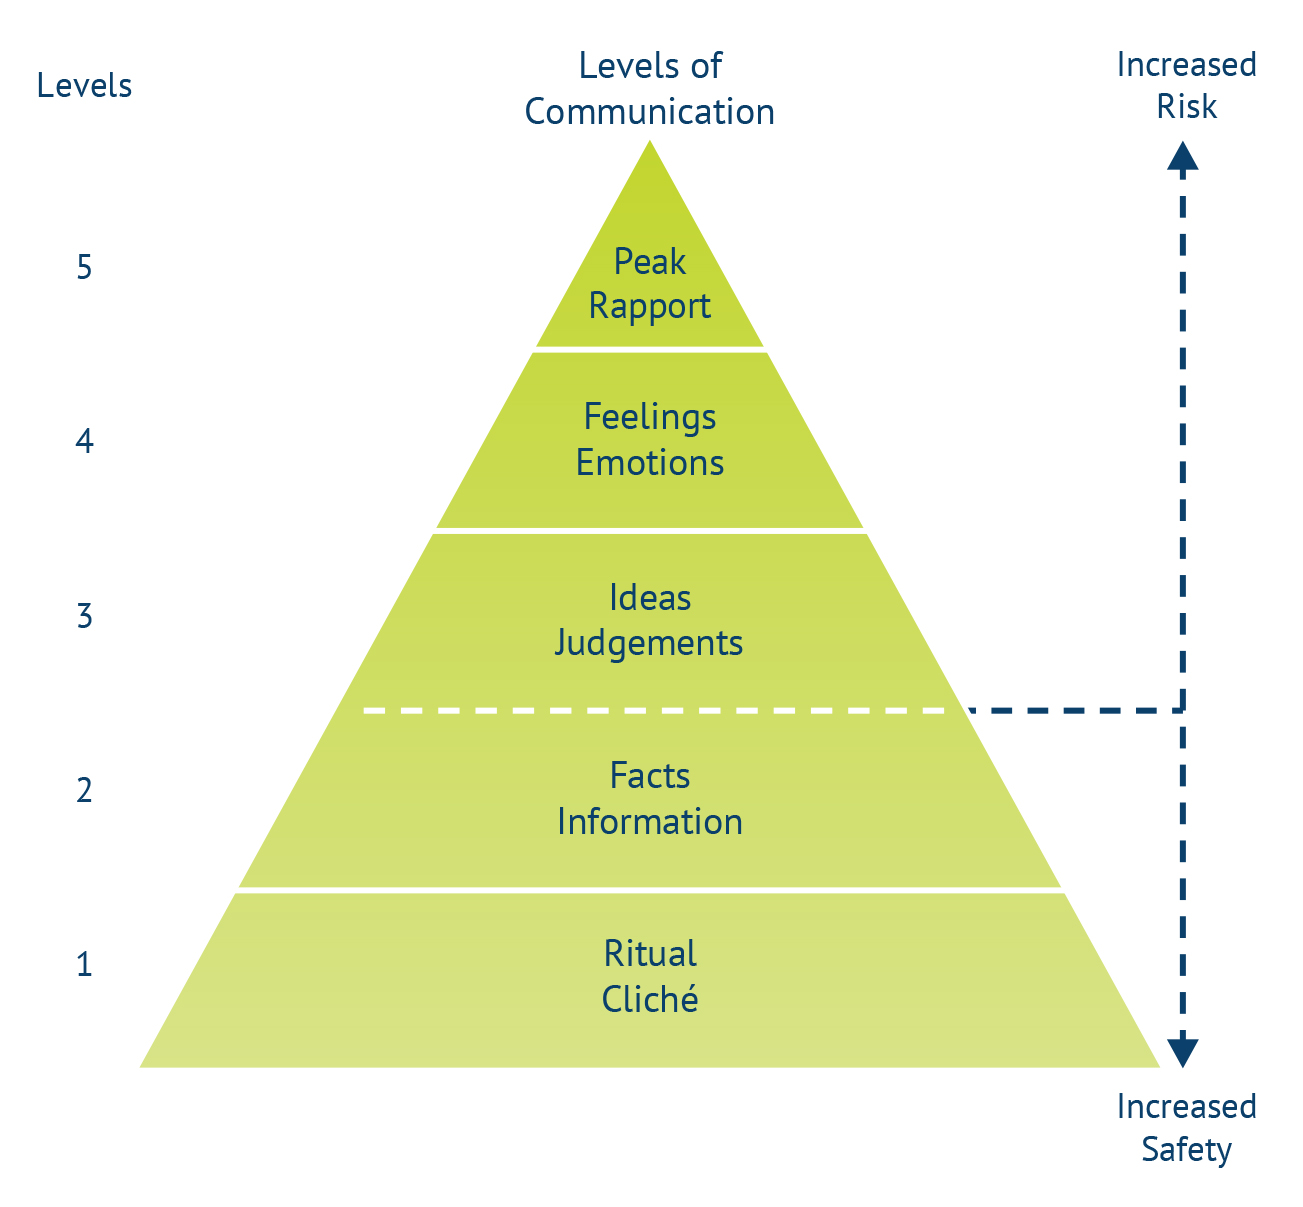 Levels
Levels of
Communication
Increased
Risk
5
Peak
Rapport
4
Feelings
Emotions
3
Ideas
Judgements
2
Facts
Information
1
Ritual
Cliché
Increased
Safety